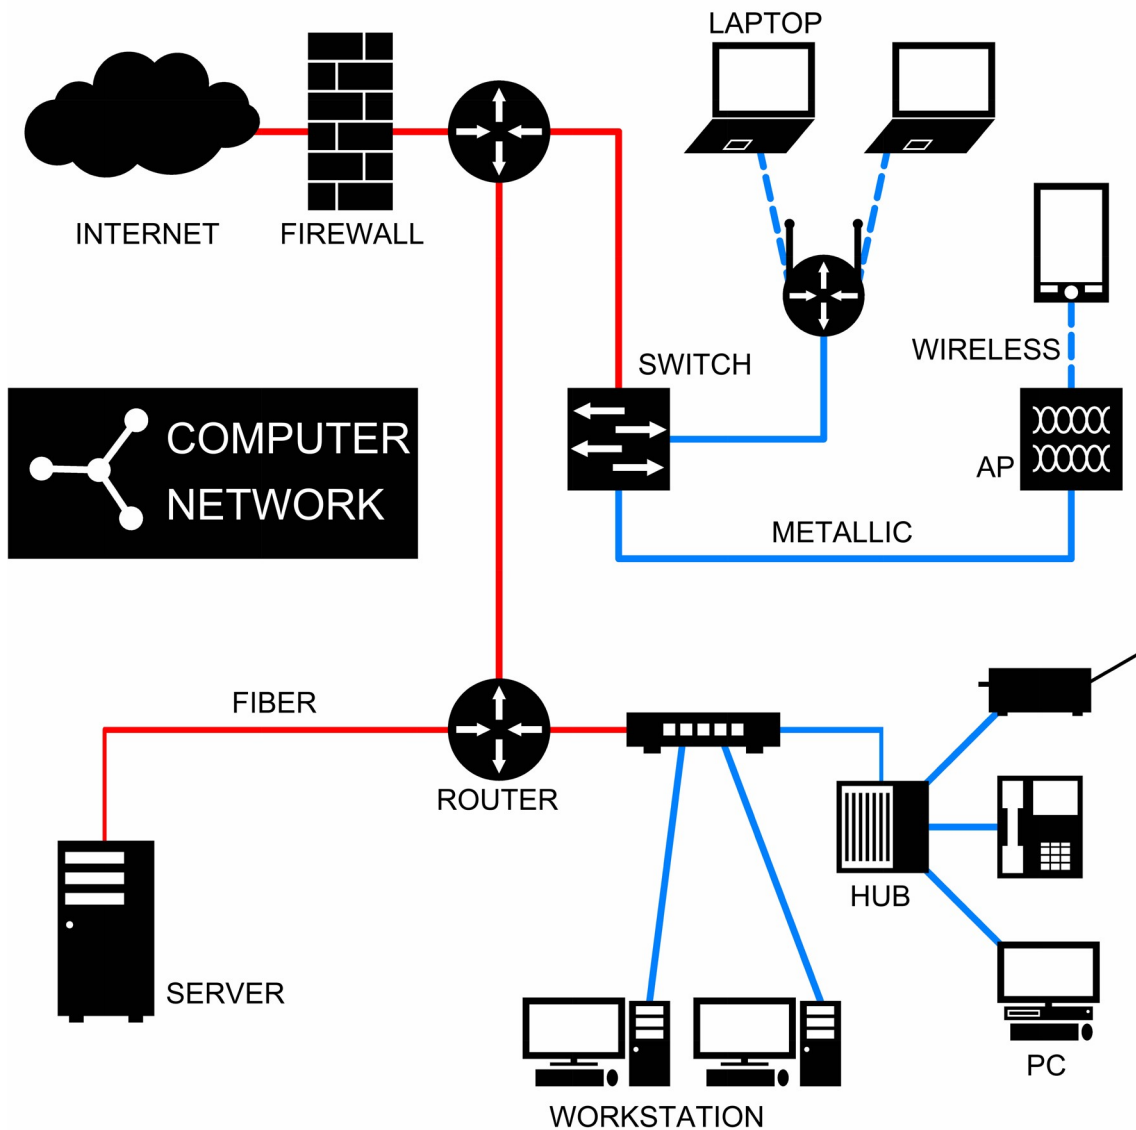 LAPTOP
INTERNET
FIREWALL
WIRELESS
SWITCH
COMPUTER
NETWORK
AP
METALLIC
FIBER
ROUTER
HUB
SERVER
PC
WORKSTATION